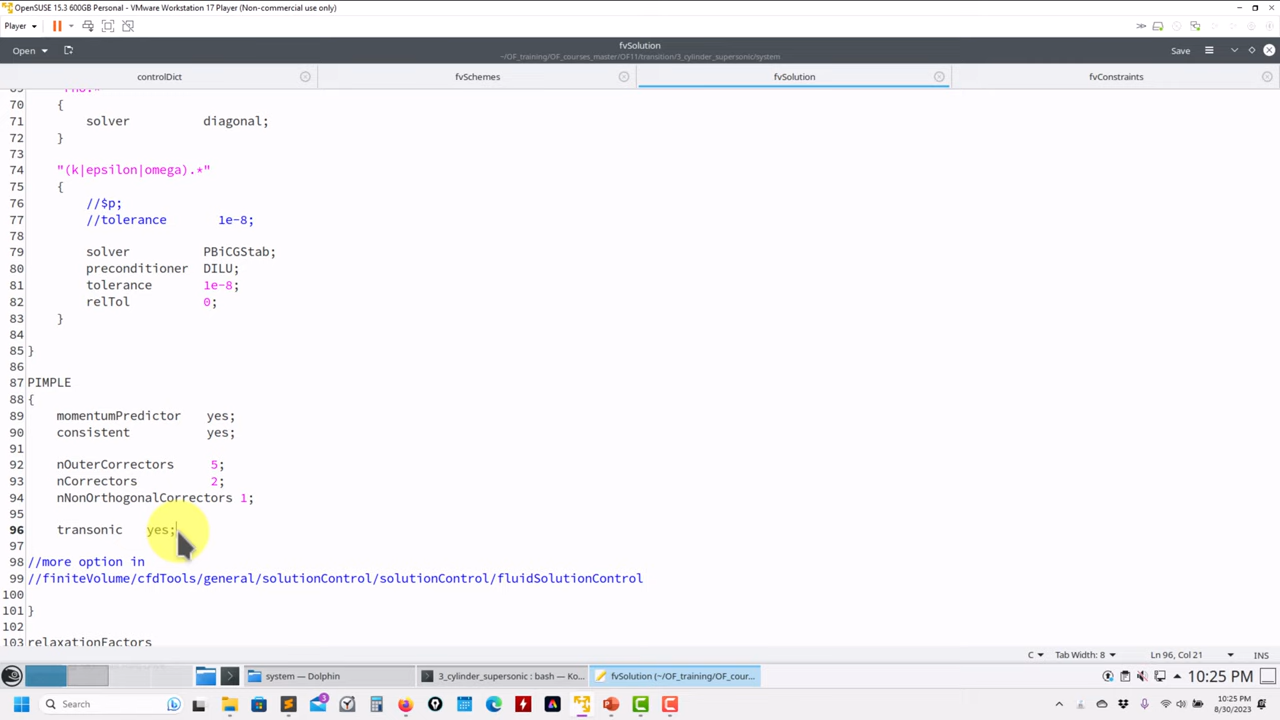 OpenSUSE 15.3 600GB Personal - VMware Workstation 17 Player (Non-commercial use only)
Player
Open
fvSolution
~/OF_training/OF_courses_master/OF11/transition/3_cylinder_supersonic/system
Save
controlDict
fvSchemes
fvSolution
fvConstraints
70 {
71 solver diagonal;
72 }
73
74 "(k|epsilon|omega).*"
75 {
76 //$p;
77 //tolerance 1e-8;
78
79 solver PBiCGStab;
80 preconditioner DILU;
81 tolerance 1e-8;
82 relTol 0;
83 }
84
85 }
86
87 PIMPLE
88 {
89 momentumPredictor yes;
90 consistent yes;
91
92 nOuterCorrectors 5;
93 nCorrectors 2;
94 nNonOrthogonalCorrectors 1;
95
96 transonic yes;
97
98 //more option in
99 //finiteVolume/cfdTools/general/solutionControl/solutionControl/fluidSolutionControl
100
101 }
102
103 relaxationFactors
C
Tab Width: 8
Ln 96, Col 21
INS
system — Dolphin
3_cylinder_supersonic : bash — Ko...
fvSolution (~/OF_training/OF_cour...
10:25 PM
Search
3
10:25 PM
8/30/2023